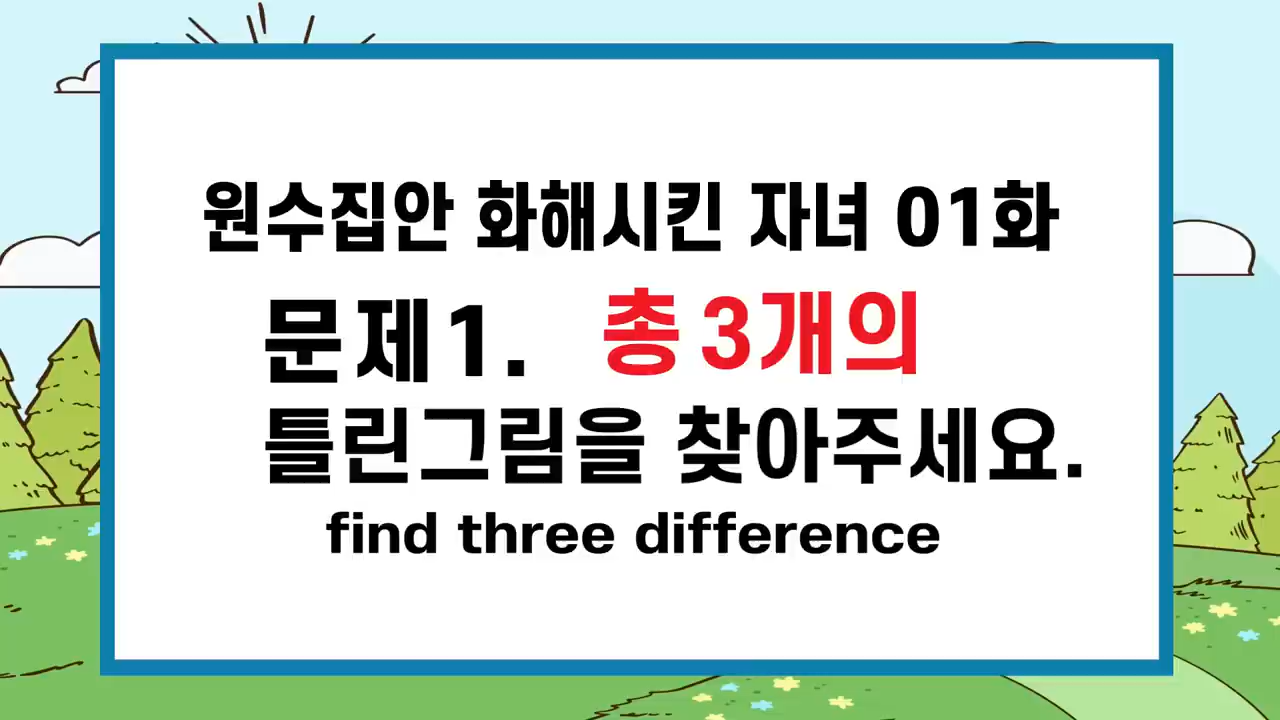 원수집안 화해시킨 자녀 01화
문제1. 총 3개의
틀린그림을 찾아주세요.
find three difference